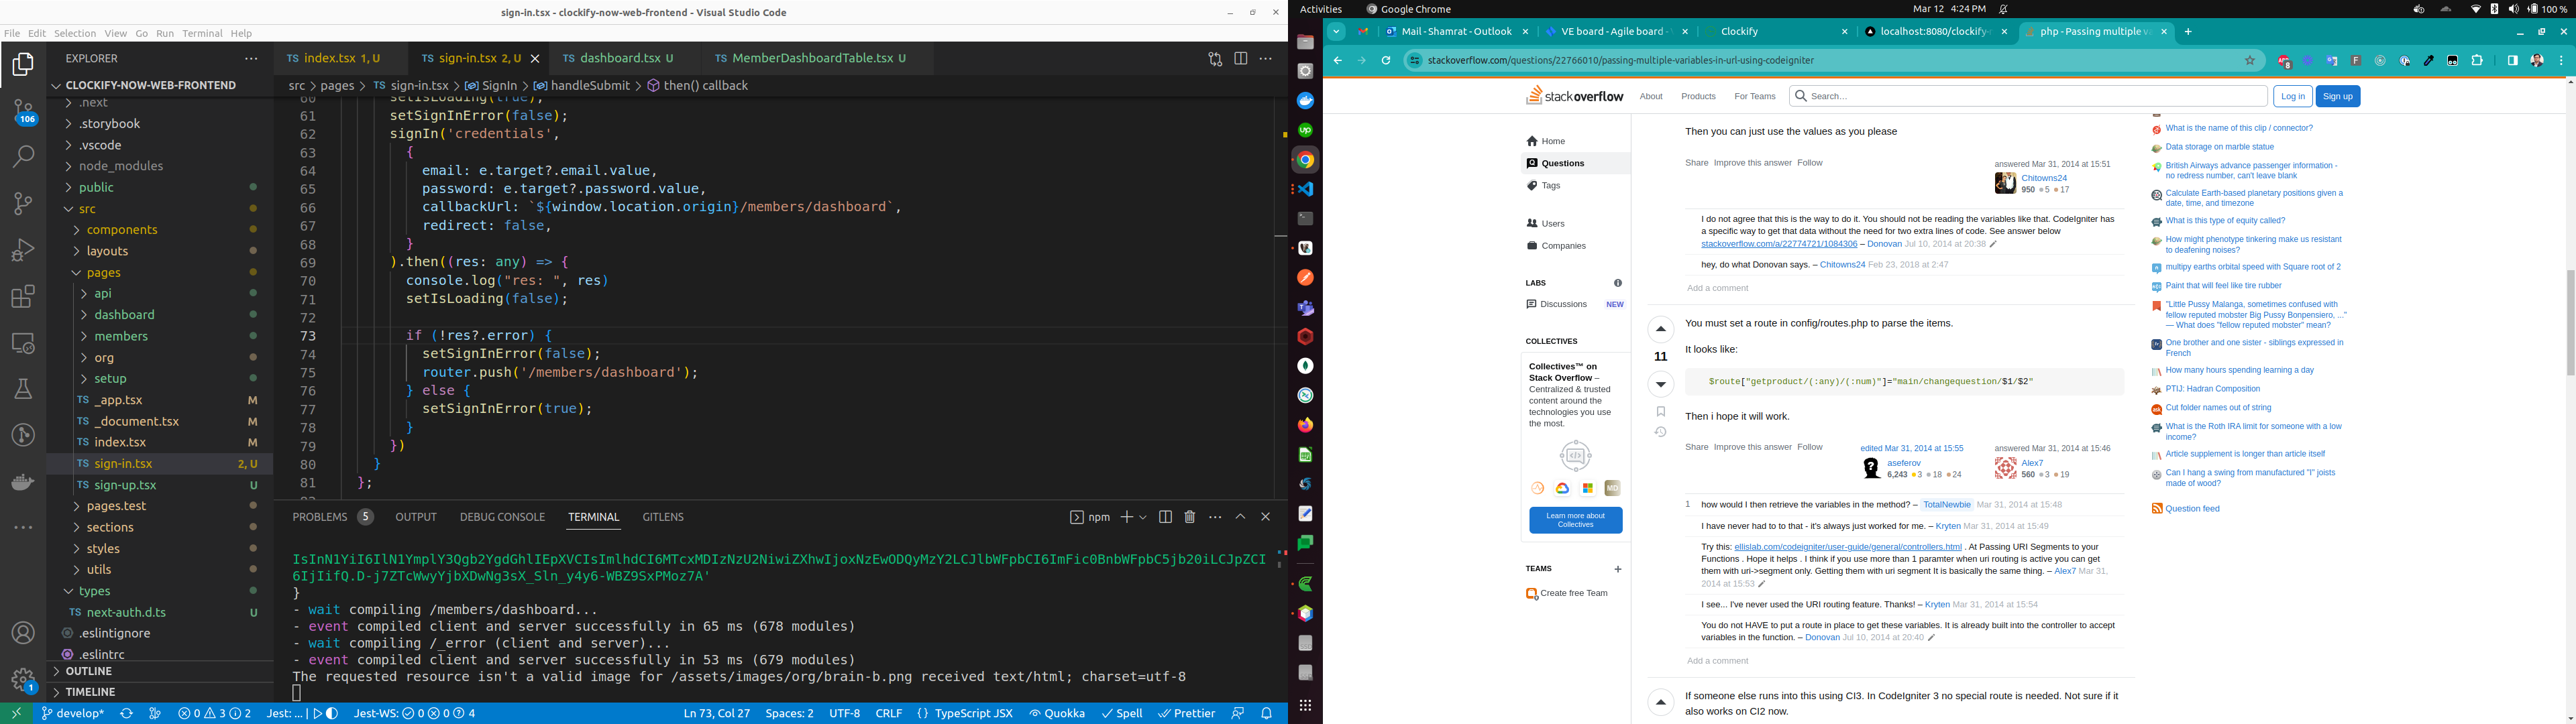 sign-in.tsx - clockify-now-web-frontend - Visual Studio Code
File Edit Selection View Go Run Terminal Help
EXPLORER
CLOCKIFY-NOW-WEB-FRONTEND
.next
.storybook
.vscode
node_modules
public
src
components
layouts
pages
api
dashboard
members
org
setup
_app.tsx M
_document.tsx M
index.tsx M
sign-in.tsx 2, U
sign-up.tsx U
pages.test
sections
styles
utils
types
next-auth.d.ts U
.eslintignore
.eslintrc
OUTLINE
TIMELINE
106
1
index.tsx 1, U
sign-in.tsx 2, U
dashboard.tsx U
MemberDashboardTable.tsx U
src > pages > sign-in.tsx > SignIn > handleSubmit > then() callback
60 setIsLoading(true);
61 setSignInError(false);
62 signIn('credentials',
63 {
64 email: e.target?.email.value,
65 password: e.target?.password.value,
66 callbackUrl: `${window.location.origin}/members/dashboard`,
67 redirect: false,
68 }
69 ).then((res: any) => {
70 console.log("res: ", res)
71 setIsLoading(false);
72
73 if (!res?.error) {
74 setSignInError(false);
75 router.push('/members/dashboard');
76 } else {
77 setSignInError(true);
78 }
79 })
80 }
81 };
PROBLEMS 5 OUTPUT DEBUG CONSOLE TERMINAL GITLENS
npm
IsInN1YiI6IlN1YmplY3Qgb2YgdGhlIEpXVCIsImlhdCI6MTcxMDIzNzU2NiwiZXhwIjoxNzEwODQyMzY2LCJlbWFpbCI6ImFic0BnbWFpbC5jb20iLCJpZCI
6IjIifQ.D-j7ZTcWwyYjbXDwNg3sX_Sln_y4y6-WBZ9SxPMoz7A'
}
- wait compiling /members/dashboard...
- event compiled client and server successfully in 65 ms (678 modules)
- wait compiling /_error (client and server)...
- event compiled client and server successfully in 53 ms (679 modules)
The requested resource isn't a valid image for /assets/images/org/brain-b.png received text/html; charset=utf-8
develop* 0 3 2 Jest: ... | Jest-WS: 0 0 4
Ln 73, Col 27 Spaces: 2 UTF-8 CRLF {} TypeScript JSX Quokka Spell Prettier
Activities Google Chrome
Mar 12 4:24 PM
100 %
Mail - Shamrat - Outlook
VE board - Agile board -
Clockify
localhost:8080/clockify-
php - Passing multiple v
stackoverflow.com/questions/22766010/passing-multiple-variables-in-url-using-codeigniter
stackoverflow About Products For Teams Search... Log in Sign up
Home
Questions
Tags
Users
Companies
LABS
Discussions NEW
COLLECTIVES
Collectives™ on
Stack Overflow –
Centralized & trusted
content around the
technologies you use
the most.
Learn more about
Collectives
TEAMS
Create free Team
Then you can just use the values as you please
Share Improve this answer Follow
answered Mar 31, 2014 at 15:51
Chitowns24
950 5 17
I do not agree that this is the way to do it. You should not be reading the variables like that. CodeIgniter has
a specific way to get that data without the need for two extra lines of code. See answer below
stackoverflow.com/a/22774721/1084306 – Donovan Jul 10, 2014 at 20:38
hey, do what Donovan says. – Chitowns24 Feb 23, 2018 at 2:47
Add a comment
11
You must set a route in config/routes.php to parse the items.
It looks like:
$route["getproduct/(:any)/(:num)"]="main/changequestion/$1/$2"
Then i hope it will work.
Share Improve this answer Follow
edited Mar 31, 2014 at 15:55
aseferov
6,243 3 18 24
answered Mar 31, 2014 at 15:46
Alex7
560 3 19
1 how would I then retrieve the variables in the method? – TotalNewbie Mar 31, 2014 at 15:48
I have never had to to that - it's always just worked for me. – Kryten Mar 31, 2014 at 15:49
Try this: ellislab.com/codeigniter/user-guide/general/controllers.html . At Passing URI Segments to your
Functions . Hope it helps . I think if you use more than 1 paramter when uri routing is active you can get
them with uri->segment only. Getting them with uri segment It is basically the same thing. – Alex7 Mar 31,
2014 at 15:53
I see... I've never used the URI routing feature. Thanks! – Kryten Mar 31, 2014 at 15:54
You do not HAVE to put a route in place to get these variables. It is already built into the controller to accept
variables in the function. – Donovan Jul 10, 2014 at 20:40
Add a comment
If someone else runs into this using CI3. In CodeIgniter 3 no special route is needed. Not sure if it
also works on CI2 now.
What is the name of this clip / connector?
Data storage on marble statue
British Airways advance passenger information -
no redress number, can't leave blank
Calculate Earth-based planetary positions given a
date, time, and timezone
What is this type of equity called?
How might phenotype tinkering make us resistant
to deafening noises?
multipy earths orbital speed with Square root of 2
Paint that will feel like tire rubber
"Little Pussy Malanga, sometimes confused with
fellow reputed mobster Big Pussy Bonpensiero, ..."
— What does "fellow reputed mobster" mean?
One brother and one sister - siblings expressed in
French
How many hours spending learning a day
PTIJ: Hadran Composition
Cut folder names out of string
What is the Roth IRA limit for someone with a low
income?
Article supplement is longer than article itself
Can I hang a swing from manufactured "I" joists
made of wood?
Question feed